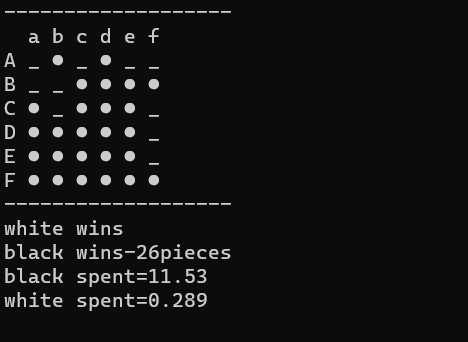 -------------------
  a b c d e f
A _ ● _ ● _ _
B _ _ ● ● ● ●
C ● _ ● ● ● _
D ● ● ● ● ● _
E ● ● ● ● ● _
F ● ● ● ● ● ●
-------------------
white wins
black wins-26pieces
black spent=11.53
white spent=0.289